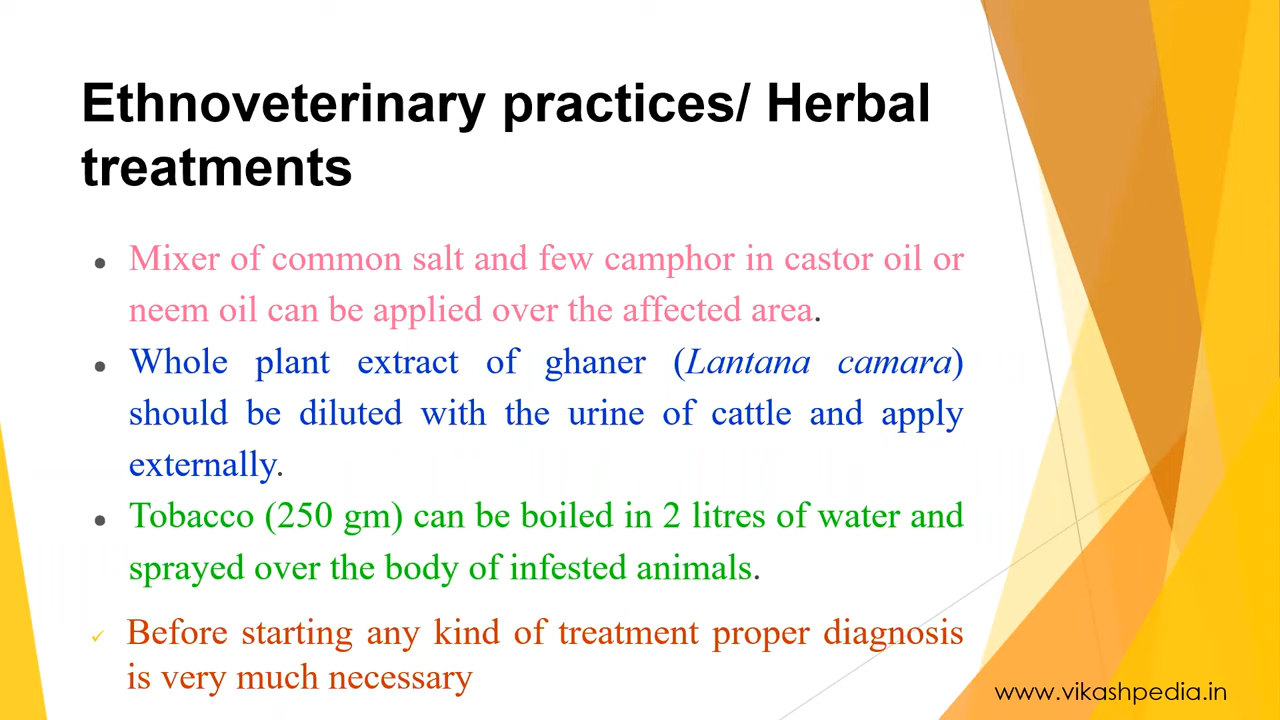 Ethnoveterinary practices/ Herbal
treatments
• Mixer of common salt and few camphor in castor oil or
neem oil can be applied over the affected area.
• Whole plant extract of ghaner (Lantana camara)
should be diluted with the urine of cattle and apply
externally.
• Tobacco (250 gm) can be boiled in 2 litres of water and
sprayed over the body of infested animals.
✓ Before starting any kind of treatment proper diagnosis
is very much necessary
www.vikashpedia.in